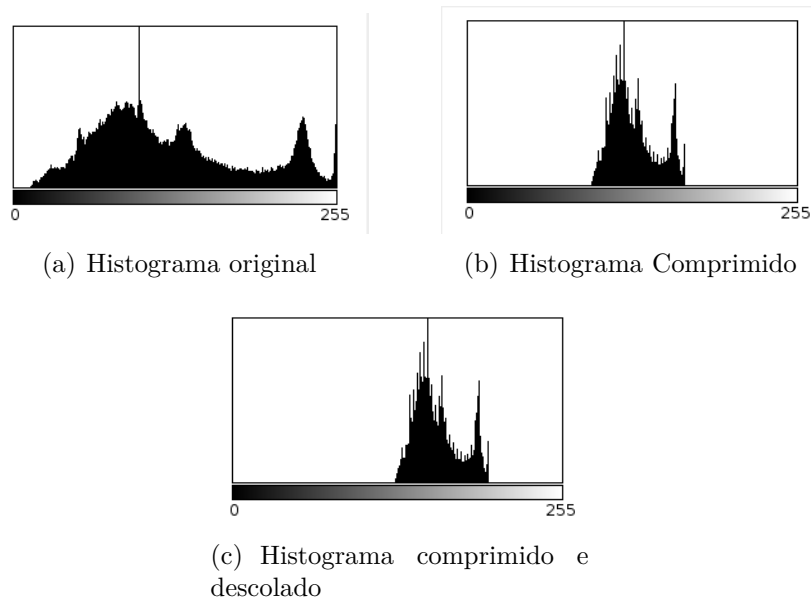 0 255
(a) Histograma original
0 255
(b) Histograma Comprimido
0 255
(c) Histograma comprimido e
descolado